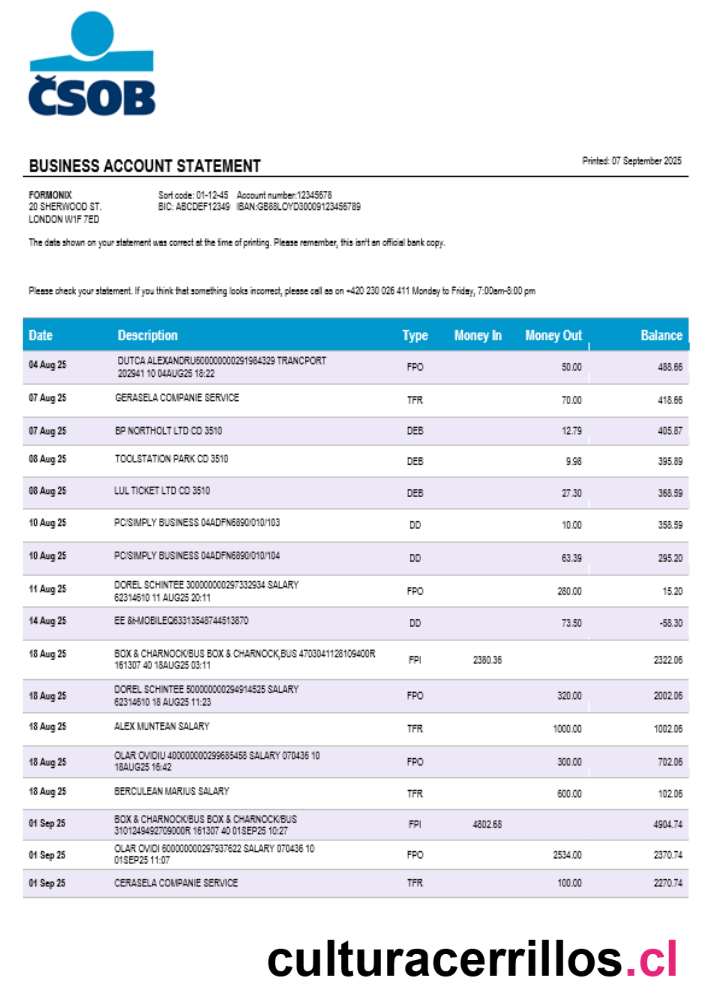 ČSOB
BUSINESS ACCOUNT STATEMENT
Printed: 07 September 2025
FORMONIX
20 SHERWOOD ST.
LONDON W1F 7ED
Sort code: 01-12-45 Account number:12345678
BIC: ABCDEF12349 IBAN:GB88LOYD30009123456789
The data shown on your statement was correct at the time of printing. Please remember, this isn't an official bank copy.
Please check your statement. If you think that something looks incorrect, please call as on +420 230 026 411 Monday to Friday, 7:00am-8:00 pm
Date Description Type Money In Money Out Balance
04 Aug 25 DUTCA ALEXANDRU600000000291984329 TRANCPORT
202941 10 04AUG25 18:22 FPO 50.00 488.66
07 Aug 25 GERASELA COMPANIE SERVICE TFR 70.00 418.66
07 Aug 25 BP NORTHOLT LTD CD 3510 DEB 12.79 405.87
08 Aug 25 TOOLSTATION PARK CD 3510 DEB 9.98 395.89
08 Aug 25 LUL TICKET LTD CD 3510 DEB 27.30 368.59
10 Aug 25 PC/SIMPLY BUSINESS 04ADFN6890/010/103 DD 10.00 358.59
10 Aug 25 PC/SIMPLY BUSINESS 04ADFN6890/010/104 DD 63.39 295.20
11 Aug 25 DOREL SCHINTEE 300000000297332934 SALARY
62314610 11 AUG25 20:11 FPO 280.00 15.20
14 Aug 25 EE &t-MOBILEQ63313548744513870 DD 73.50 -58.30
18 Aug 25 BOX & CHARNOCK/BUS BOX & CHARNOCK,BUS 4703041128109400R
161307 40 18AUG25 03:11 FPI 2380.36 2322.06
18 Aug 25 DOREL SCHINTEE 500000000294914525 SALARY
62314610 18 AUG25 11:23 FPO 320.00 2002.06
18 Aug 25 ALEX MUNTEAN SALARY TFR 1000.00 1002.06
18 Aug 25 OLAR OVIDIU 400000000299685458 SALARY 070436 10
18AUG25 16:42 FPO 300.00 702.06
18 Aug 25 BERCULEAN MARIUS SALARY TFR 600.00 102.06
01 Sep 25 BOX & CHARNOCK/BUS BOX & CHARNOCK/BUS
3101249492709000R 161307 40 01SEP25 10:27 FPI 4802.68 4904.74
01 Sep 25 OLAR OVIDI 600000000297937622 SALARY 070436 10
01SEP25 11:07 FPO 2534.00 2370.74
01 Sep 25 CERASELA COMPANIE SERVICE TFR 100.00 2270.74
culturacerrillos.cl